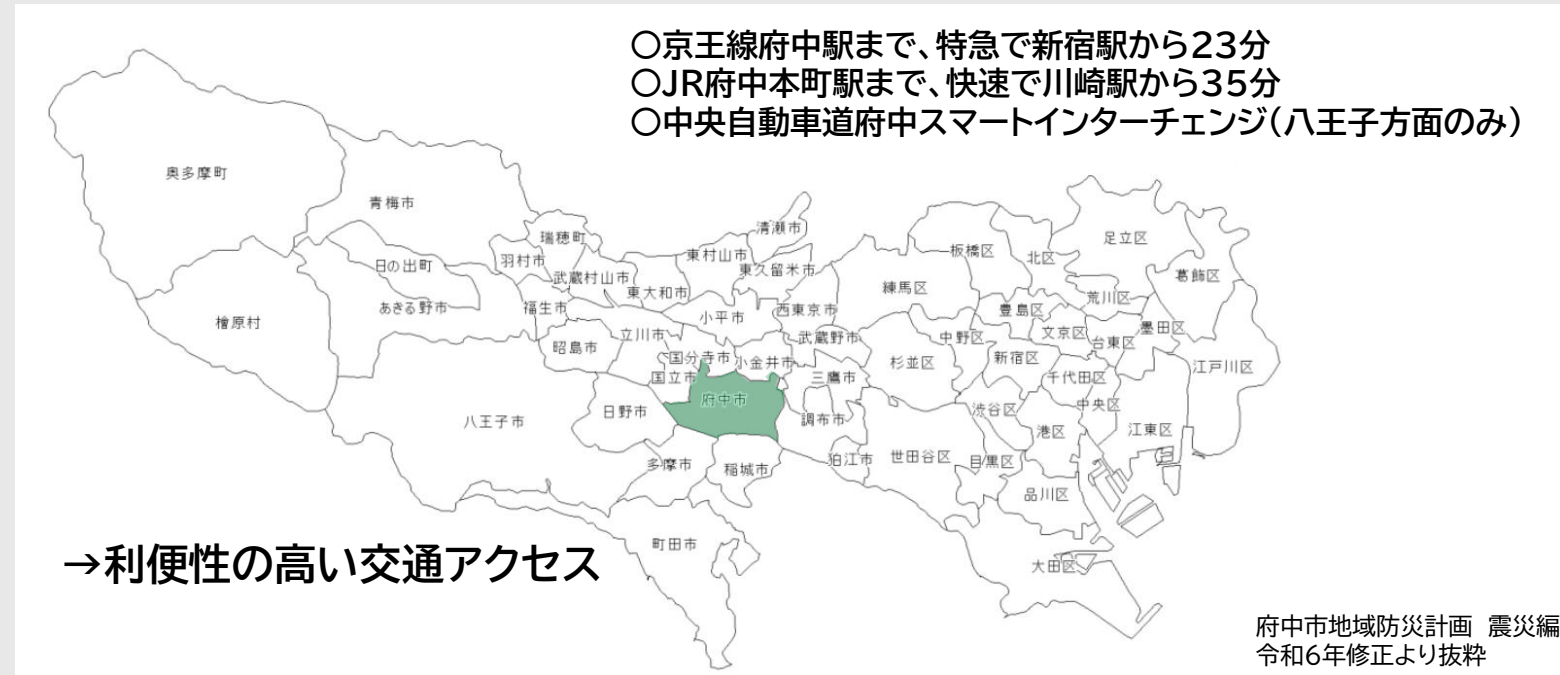 ○京王線府中駅まで、特急で新宿駅から23分
○JR府中本町駅まで、快速で川崎駅から35分
○中央自動車道府中スマートインターチェンジ(八王子方面のみ)
奥多摩町
青梅市
瑞穂町
清瀬市
板橋区
北区
足立区
日の出町
羽村市
武蔵村山市
東村山市
東久留米市
葛飾区
あきる野市
福生市
東大和市
練馬区
荒川区
檜原村
小平市
西東京市
豊島区
文京区
台東区
墨田区
昭島市
立川市
武蔵野市
中野区
国分寺市
小金井市
杉並区
新宿区
江戸川区
国立市
三鷹市
千代田区
府中市
八王子市
日野市
調布市
渋谷区
中央区
港区
江東区
多摩市
稲城市
狛江市
世田谷区
目黒区
品川区
町田市
→利便性の高い交通アクセス
大田区
府中市地域防災計画 震災編
令和6年修正より抜粋